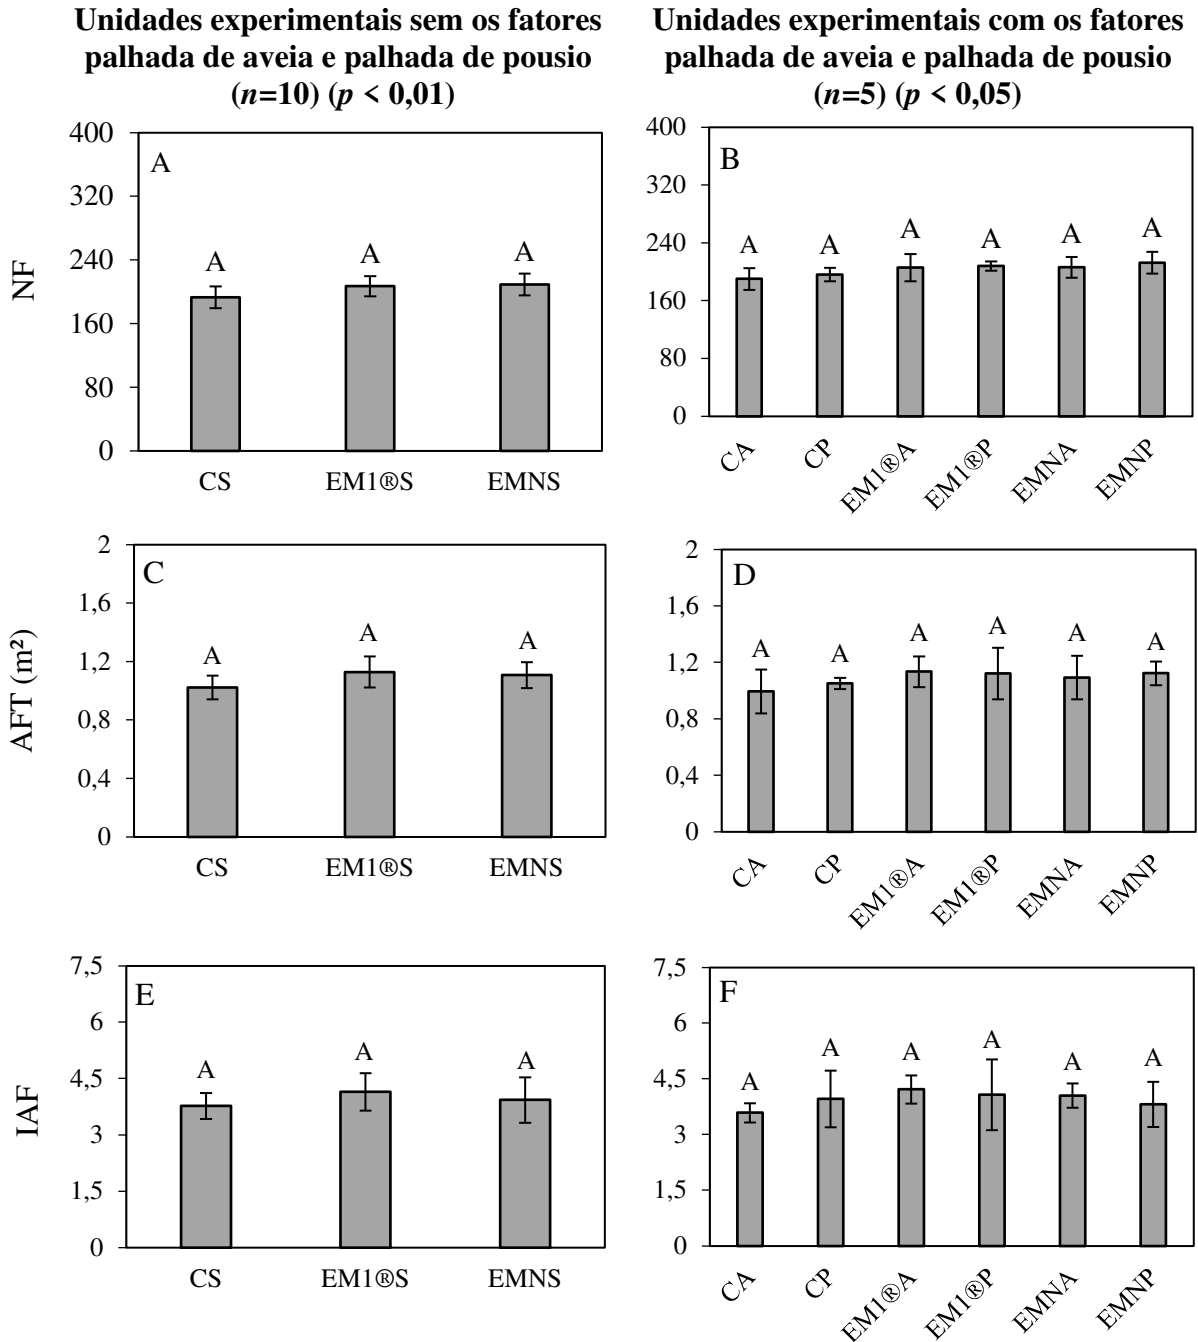 Unidades experimentais sem os fatores
palhada de aveia e palhada de pousio
(n=10) (p < 0,01)
Unidades experimentais com os fatores
palhada de aveia e palhada de pousio
(n=5) (p < 0,05)
NF
400
320
240
160
80
0
A
A
A
A
CS
EM1®S
EMNS
400
320
240
160
80
0
B
A
A
A
A
A
A
CA
CP
EM1®A
EM1®P
EMNA
EMNP
AFT (m²)
2
1,6
1,2
0,8
0,4
0
C
A
A
A
CS
EM1®S
EMNS
2
1,6
1,2
0,8
0,4
0
D
A
A
A
A
A
A
CA
CP
EM1®A
EM1®P
EMNA
EMNP
IAF
7,5
6
4,5
3
1,5
0
E
A
A
A
CS
EM1®S
EMNS
7,5
6
4,5
3
1,5
0
F
A
A
A
A
A
A
CA
CP
EM1®A
EM1®P
EMNA
EMNP